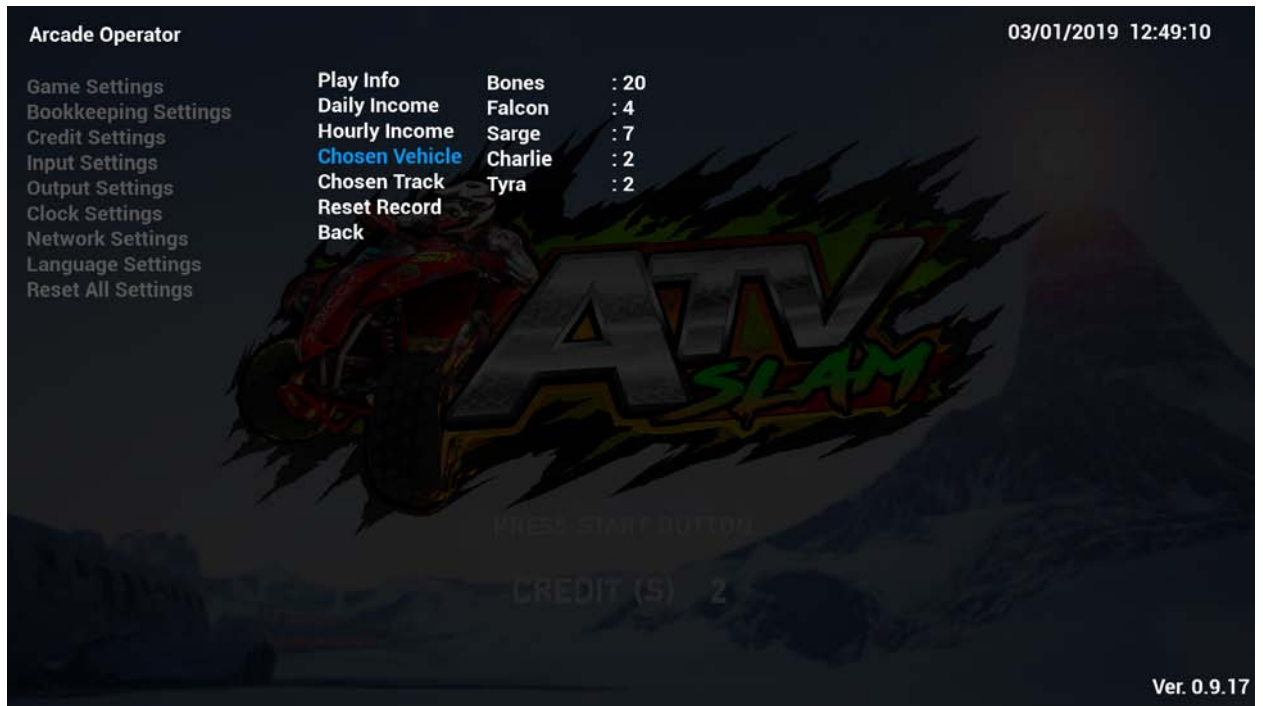 Arcade Operator
03/01/2019 12:49:10
Game Settings
Bookkeeping Settings
Credit Settings
Input Settings
Output Settings
Clock Settings
Network Settings
Language Settings
Reset All Settings
Play Info
Daily Income
Hourly Income
Chosen Vehicle
Chosen Track
Reset Record
Back
Bones : 20
Falcon : 4
Sarge : 7
Charlie : 2
Tyra : 2
ATV
SLAM
PRESS START BUTTON
CREDIT (S) 2
Ver. 0.9.17